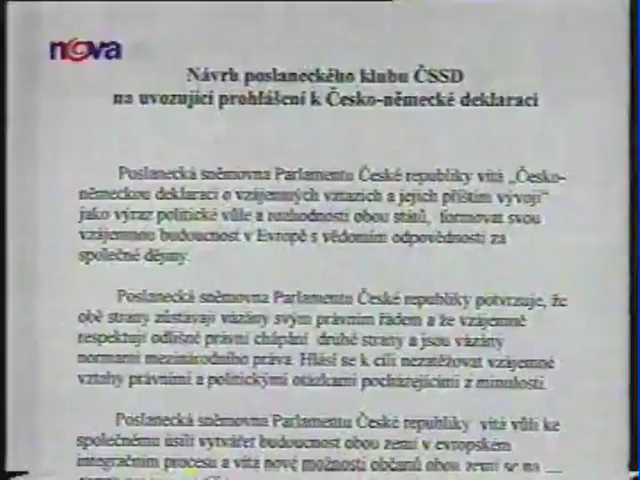 nova
Návrh poslaneckého klubu ČSSD
na uvozující prohlášení k Česko-německé deklaraci
Poslanecká sněmovna Parlamentu České republiky vítá „Česko-
německou deklaraci o vzájemných vztazích a jejich příštím vývoji“
jako výraz politické vůle a rozhodnosti obou států, formovat svou
vzájemnou budoucnost v Evropě s vědomím odpovědnosti za
společné dějiny.
Poslanecká sněmovna Parlamentu České republiky potvrzuje, že
obě strany zůstávají vázány svým právním řádem a že vzájemně
respektují odlišné právní chápání druhé strany a jsou vázány
normami mezinárodního práva. Hlásí se k cíli nezatěžovat vzájemné
vztahy právními a politickými otázkami pocházejícími z minulosti.
Poslanecká sněmovna Parlamentu České republiky vítá vůli ke
společnému úsilí vytvářet budoucnost obou zemí v evropském
integračním procesu a vítá nové možnosti občanů obou zemí se na